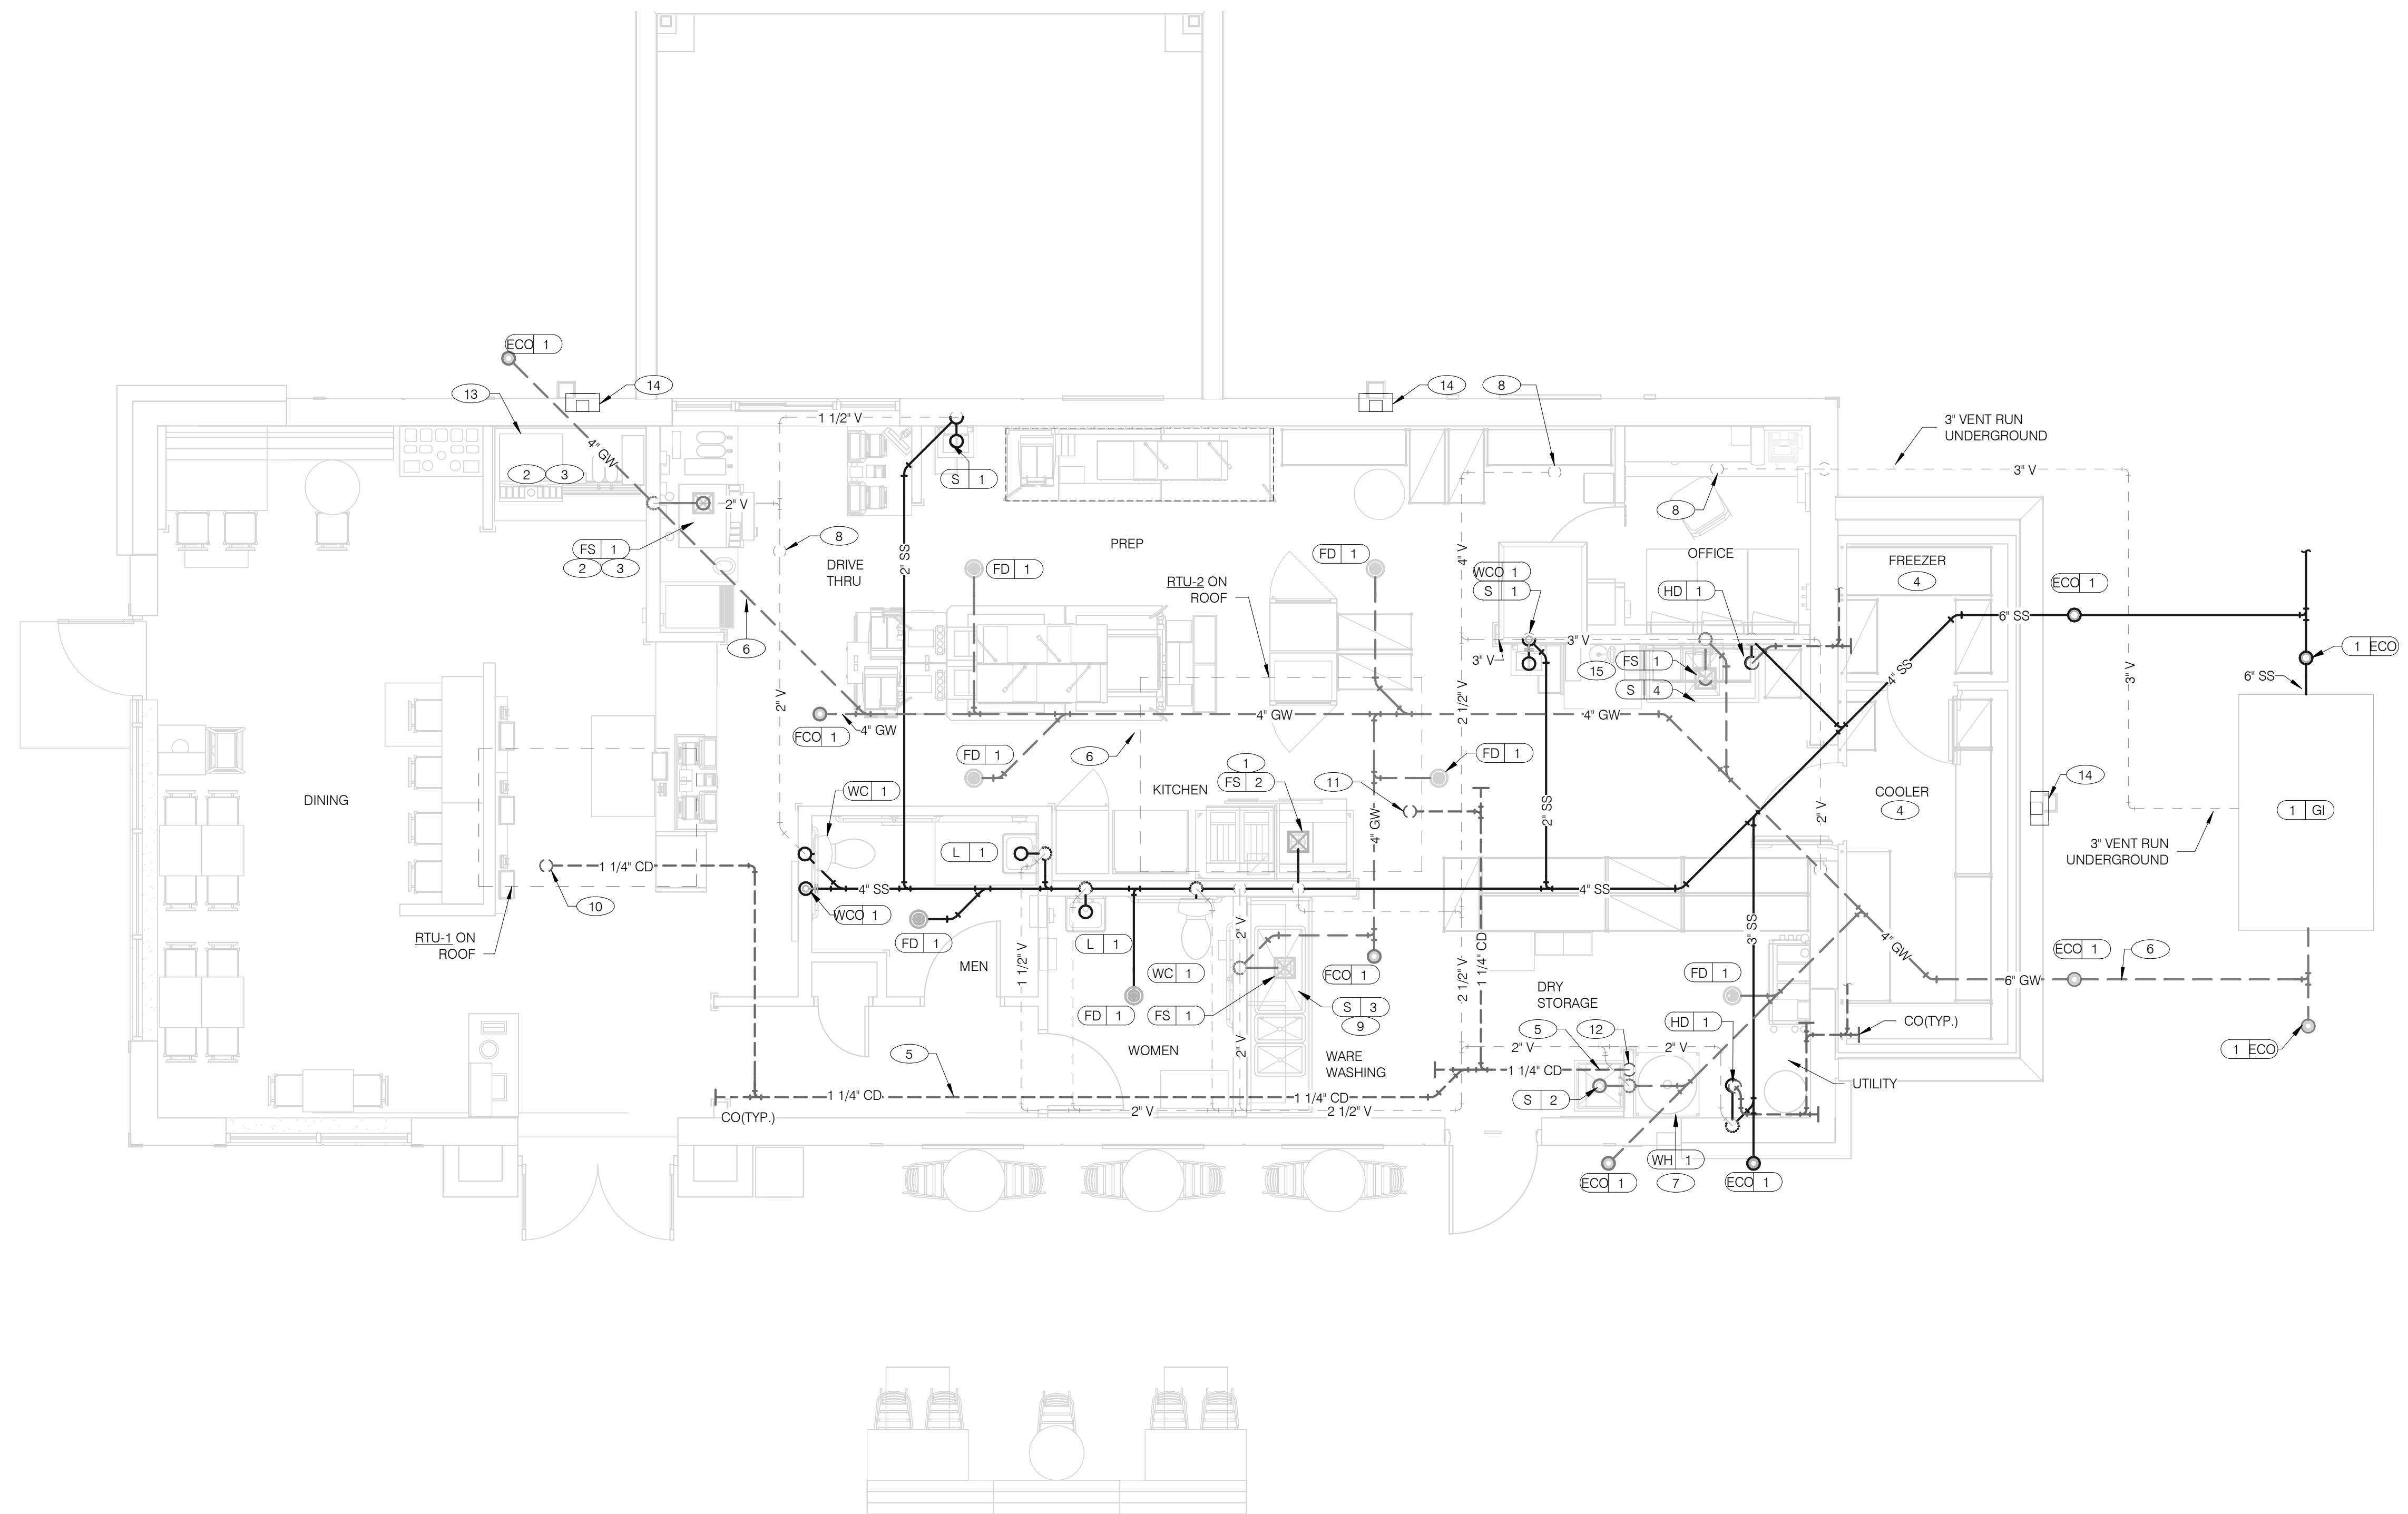 ECO 1
13
14
14
8
1 1/2" V
3" VENT RUN
UNDERGROUND
4" GW
3" V
2 3
S 1
2" V
8
8
FS 1
2 3
DRIVE
THRU
PREP
2" SS
4" V
OFFICE
FD 1
FD 1
FREEZER
4
RTU-2 ON
ROOF
WCO 1
S 1
HD 1
ECO 1
6" SS
6
3" V
3" V
1 ECO
15
FS 1
S 4
4" SS
6" SS
3" V
2" V
2 1/2" V
4" GW
4" GW
4" GW
FCO 1
FD 1
6
FD 1
1
FS 2
11
14
WC 1
KITCHEN
COOLER
4
DINING
2" SS
2" V
1 GI
4" GW
L 1
3" VENT RUN
UNDERGROUND
1 1/4" CD
4" SS
4" SS
10
WCO 1
RTU-1 ON
ROOF
FD 1
L 1
2" V
3" SS
4" GW
1 1/4" CD
MEN
1 1/2" V
WC 1
FCO 1
FD 1
ECO 1
6
6" GW
2 1/2" V
DRY
STORAGE
FD 1
FS 1
S 3
9
HD 1
CO(TYP.)
5
12
1 ECO
5
WOMEN
2" V
WARE
WASHING
2" V
2" V
1 1/4" CD
UTILITY
1 1/4" CD
1 1/4" CD
S 2
CO(TYP.)
2" V
2 1/2" V
WH 1
7
ECO 1
ECO 1